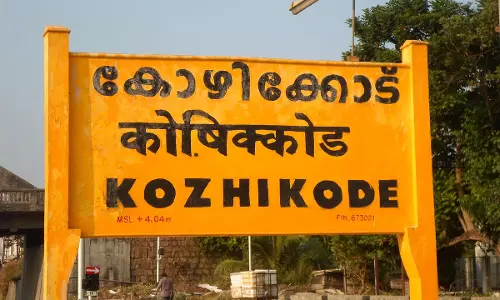 കോഴിക്കോട്
कोषिक्कोड
KOZHIKODE
MSL + 4.04 m PIN. 673001